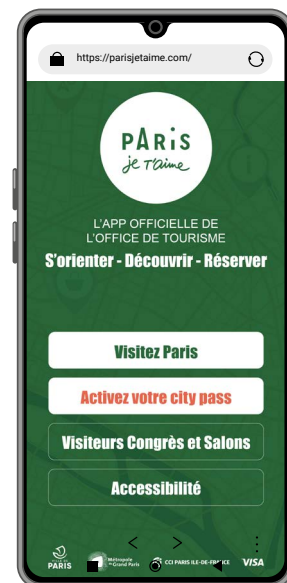 https://parisjetaime.com/
PARiS
je T'aime
L'APP OFFICIELLE DE
L'OFFICE DE TOURISME
S'orienter - Découvrir - Réserver
Visitez Paris
Activez votre city pass
Visiteurs Congrès et Salons
Accessibilité
PARIS
Métropole
du Grand Paris
CCI PARIS ILE-DE-FRANCE
VISA